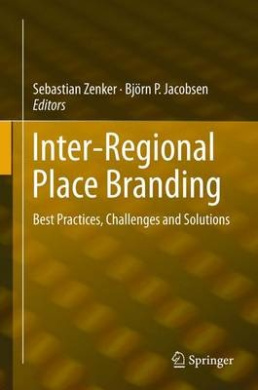 Sebastian Zenker · Björn P. Jacobsen
Editors
Inter-Regional
Place Branding
Best Practices, Challenges and Solutions
Springer